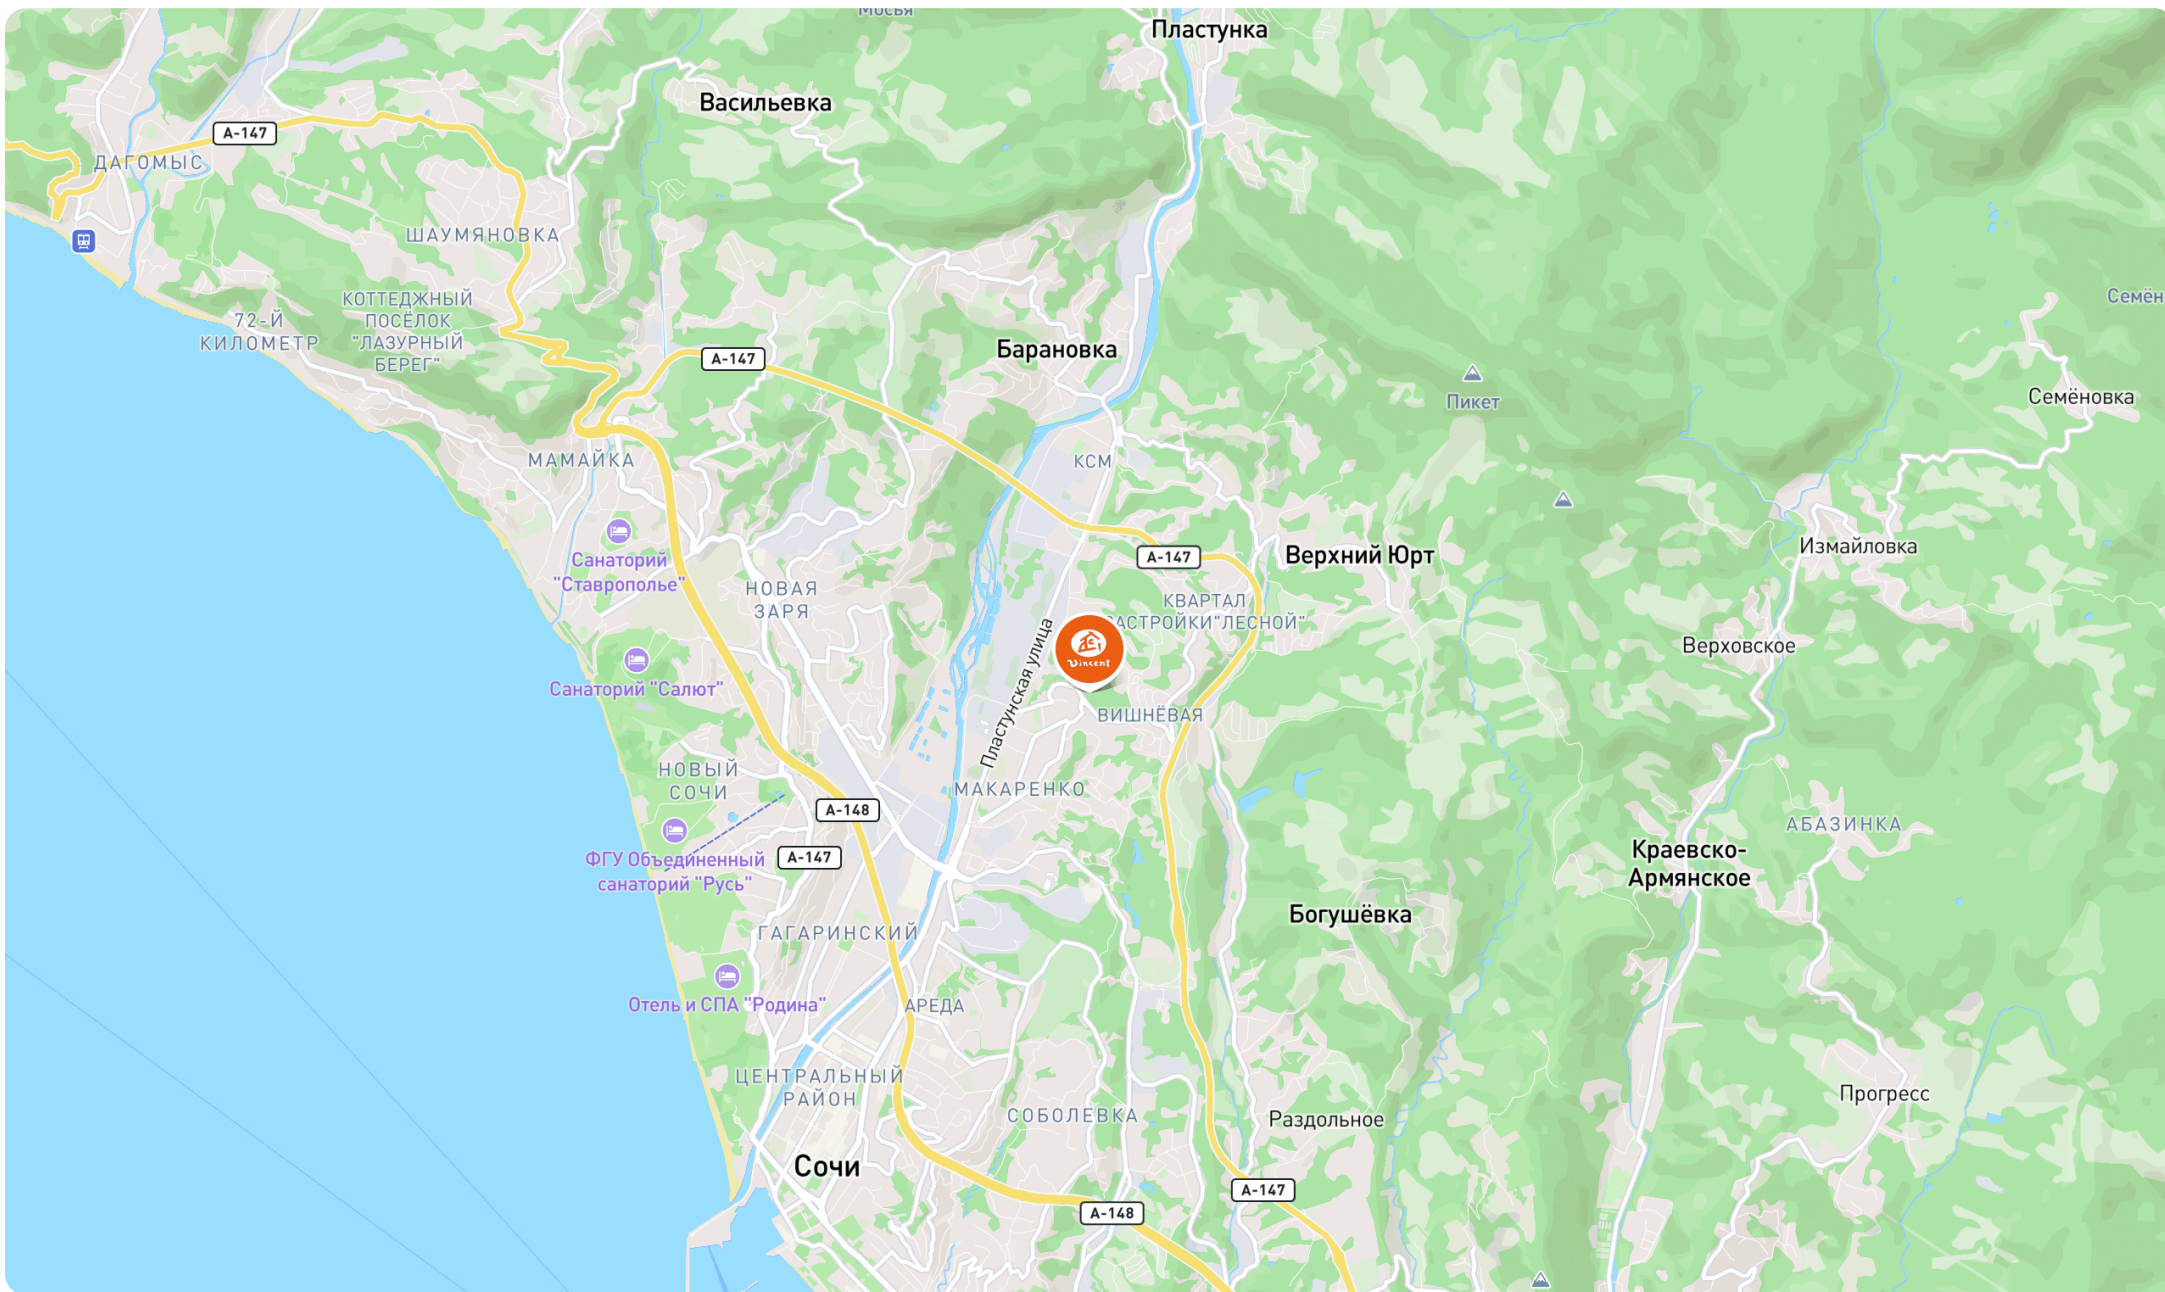 Мосья
Пластунка
Васильевка
А-147
ДАГОМЫС
ШАУМЯНОВКА
КОТТЕДЖНЫЙ
ПОСЁЛОК
"ЛАЗУРНЫЙ
БЕРЕГ"
72-Й
КИЛОМЕТР
Семён
А-147
Барановка
Пикет
Семёновка
МАМАЙКА
КСМ
Санаторий
"Ставрополье"
НОВАЯ
ЗАРЯ
А-147
Верхний Юрт
Измайловка
КВАРТАЛ
АСТРОЙКИ"ЛЕСНОЙ"
Vincent
Верховское
Санаторий "Салют"
Пластунская улица
ВИШНЁВАЯ
НОВЫЙ
СОЧИ
МАКАРЕНКО
А-148
А-147
ФГУ Объединенный
санаторий "Русь"
АБАЗИНКА
Краевско-
Армянское
Богушёвка
ГАГАРИНСКИЙ
Отель и СПА "Родина"
АРЕДА
ЦЕНТРАЛЬНЫЙ
РАЙОН
СОБОЛЕВКА
Раздольное
Прогресс
Сочи
А-147
А-148